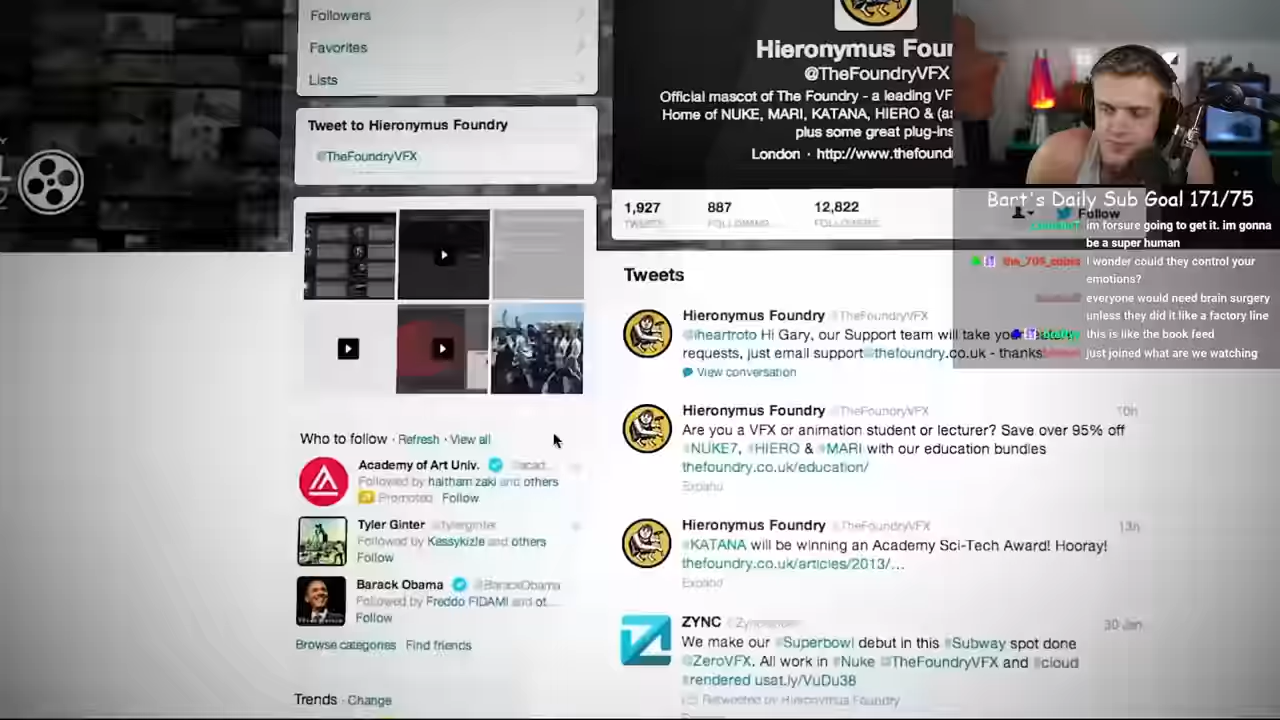 Followers
Favorites
Lists
Tweet to Hieronymus Foundry
@TheFoundryVFX
Who to follow · Refresh · View all
Academy of Art Univ. @acad...
Followed by haitham zaki and others
Promoted Follow
Tyler Ginter @tylerginter
Followed by Kessykizle and others
Follow
Barack Obama @BarackObama
Followed by Freddo FIDAMI and ot...
Follow
Browse categories Find friends
Trends · Change
Hieronymus Four
@TheFoundryVFX
Official mascot of The Foundry - a leading VF
Home of NUKE, MARI, KATANA, HIERO & (as
plus some great plug-ins
London · http://www.thefound
1,927 887 12,822
TWEETS FOLLOWING FOLLOWERS
Follow
Tweets
Hieronymus Foundry @TheFoundryVFX
@iheartroto Hi Gary, our Support team will take your
requests, just email support@thefoundry.co.uk - thanks
View conversation
Hieronymus Foundry @TheFoundryVFX 10h
Are you a VFX or animation student or lecturer? Save over 95% off
#NUKE7, #HIERO & #MARI with our education bundles
thefoundry.co.uk/education/
Expand
Hieronymus Foundry @TheFoundryVFX 13h
#KATANA will be winning an Academy Sci-Tech Award! Hooray!
thefoundry.co.uk/articles/2013/...
Expand
ZYNC 30 Jan
We make our #Superbowl debut in this #Subway spot done
@ZeroVFX. All work in #Nuke @TheFoundryVFX and #cloud
#rendered usat.ly/VuDu38
Retweeted by Hieronymus Foundry
Bart's Daily Sub Goal 171/75
im forsure going to get it. im gonna
be a super human
I wonder could they control your
emotions?
everyone would need brain surgery
unless they did it like a factory line
this is like the book feed
just joined what are we watching